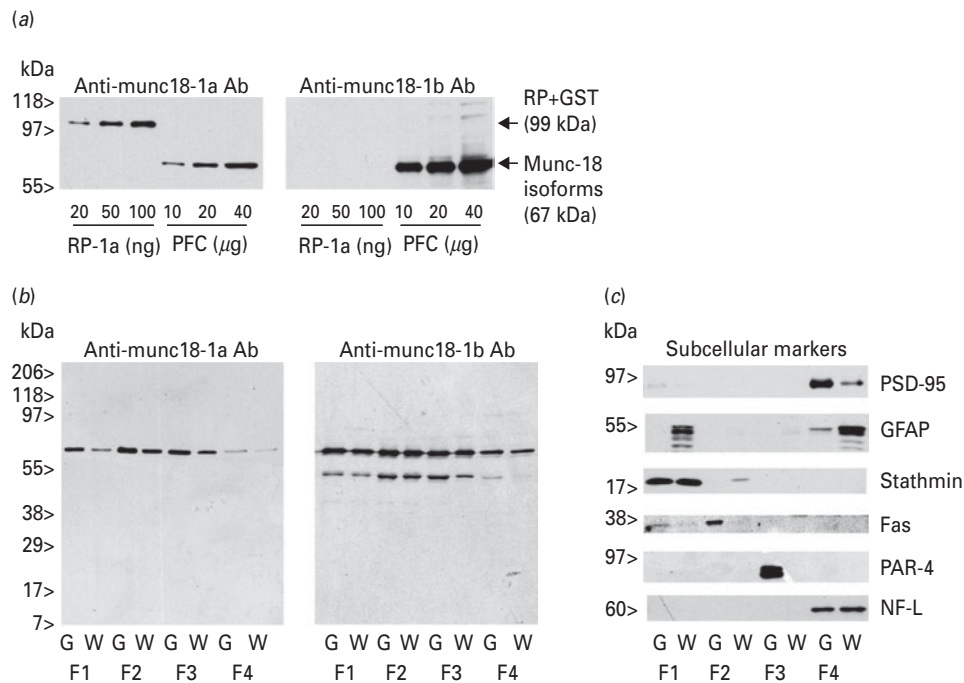 (a)
kDa
Anti-munc18-1a Ab
Anti-munc18-1b Ab
118>
97>
55>
RP+GST
(99 kDa)
Munc-18
isoforms
(67 kDa)
20 50 100 10 20 40
20 50 100 10 20 40
RP-1a (ng) PFC (μg)
RP-1a (ng) PFC (μg)
(b)
kDa
Anti-munc18-1a Ab
Anti-munc18-1b Ab
206>
118>
97>
55>
38>
29>
17>
7>
G W G W G W G W
F1 F2 F3 F4
G W G W G W G W
F1 F2 F3 F4
(c)
kDa
Subcellular markers
97> PSD-95
55> GFAP
17> Stathmin
38> Fas
97> PAR-4
60> NF-L
G W G W G W G W
F1 F2 F3 F4